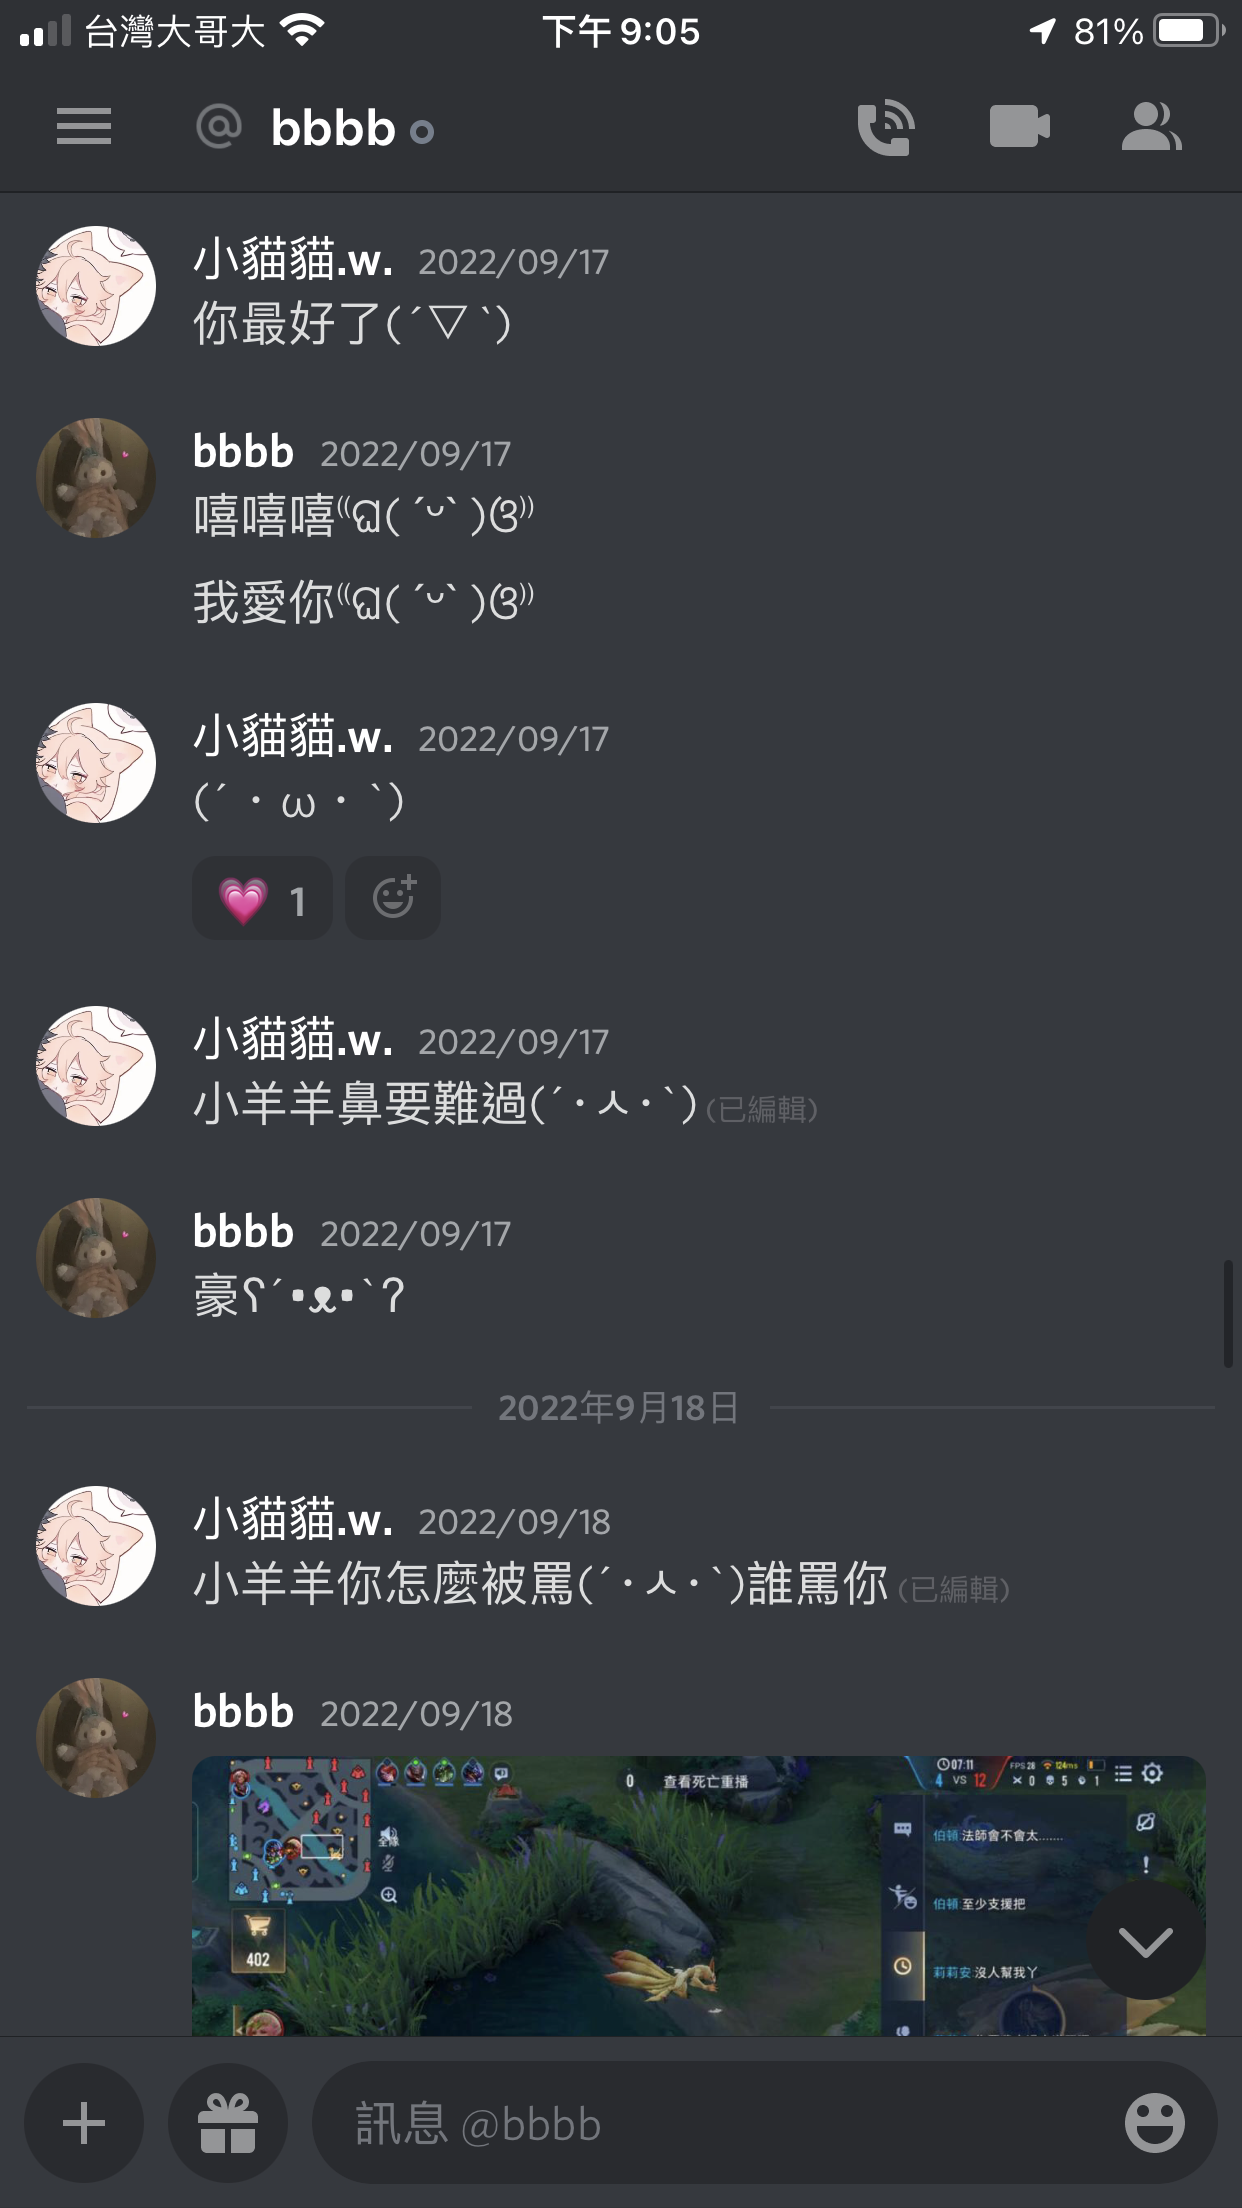 台灣大哥大
下午 9:05
81%
@ bbbb
小貓貓.w. 2022/09/17
你最好了(´▽`)
bbbb 2022/09/17
嘻嘻嘻⁽⁽ଘ( ˊᵕˋ )ଓ⁾⁾
我愛你⁽⁽ଘ( ˊᵕˋ )ଓ⁾⁾
小貓貓.w. 2022/09/17
(´・ω・`)
1
小貓貓.w. 2022/09/17
小羊羊鼻要難過(´･ㅅ･`) (已編輯)
bbbb 2022/09/17
豪ʕ´•ᴥ•`ʔ
2022年9月18日
小貓貓.w. 2022/09/18
小羊羊你怎麼被罵(´･ㅅ･`)誰罵你 (已編輯)
bbbb 2022/09/18
0 查看死亡重播
07:11
4 VS 12
FPS 28 124ms
0 5 1
全隊
402
伯頓:法師會不會太......
伯頓:至少支援把
莉莉安:沒人幫我ㄚ
訊息 @bbbb